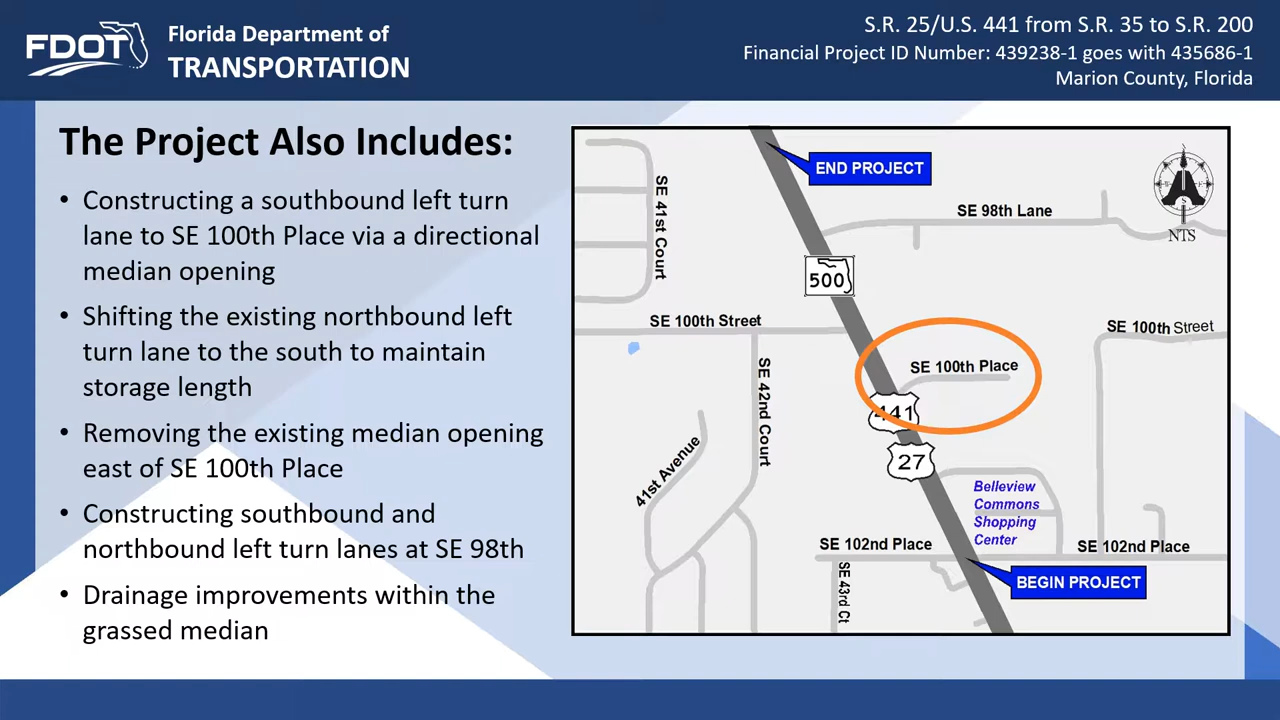 FDOT
Florida Department of
TRANSPORTATION
S.R. 25/U.S. 441 from S.R. 35 to S.R. 200
Financial Project ID Number: 439238-1 goes with 435686-1
Marion County, Florida
The Project Also Includes:
• Constructing a southbound left turn
lane to SE 100th Place via a directional
median opening
• Shifting the existing northbound left
turn lane to the south to maintain
storage length
• Removing the existing median opening
east of SE 100th Place
• Constructing southbound and
northbound left turn lanes at SE 98th
• Drainage improvements within the
grassed median
END PROJECT
SE 41st Court
SE 98th Lane
NTS
500
SE 100th Street
SE 100th Street
SE 100th Place
SE 42nd Court
441
27
41st Avenue
Belleview
Commons
Shopping
Center
SE 102nd Place
SE 102nd Place
SE 43rd Ct
BEGIN PROJECT